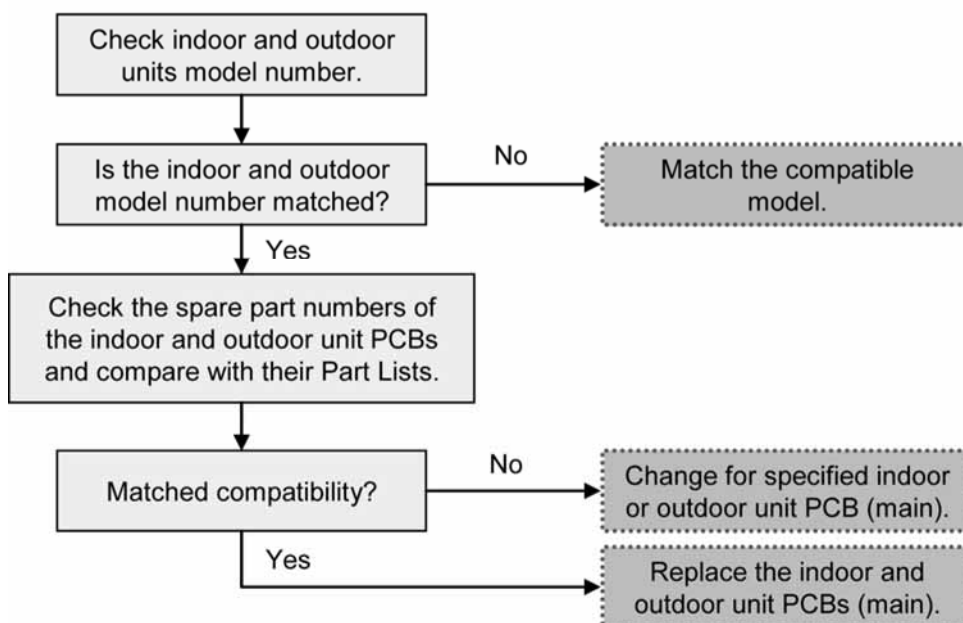 Check indoor and outdoor
units model number.
Is the indoor and outdoor
model number matched?
No
Match the compatible
model.
Yes
Check the spare part numbers of
the indoor and outdoor unit PCBs
and compare with their Part Lists.
Matched compatibility?
No
Change for specified indoor
or outdoor unit PCB (main).
Yes
Replace the indoor and
outdoor unit PCBs (main).